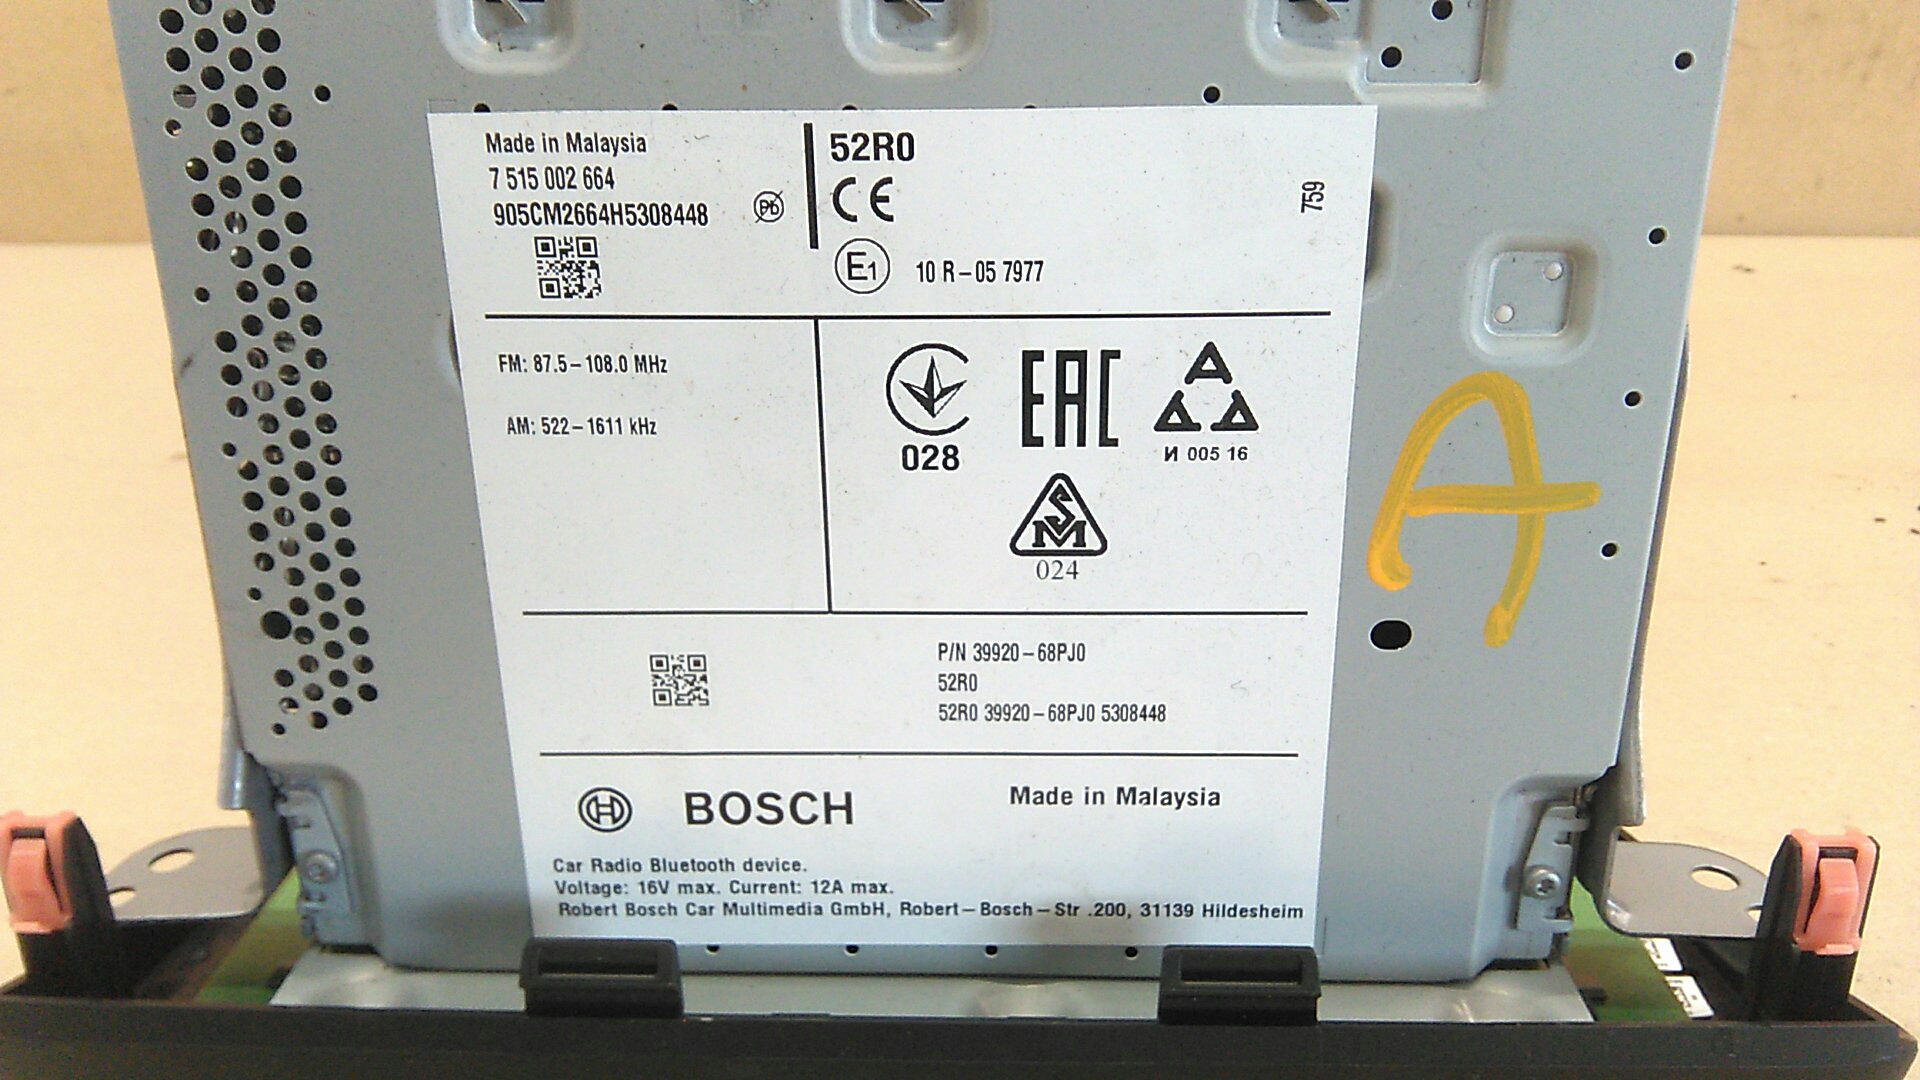 Made in Malaysia
7 515 002 664
905CM2664H5308448
Pb
52R0
CE
759
E1 10 R-05 7977
FM: 87.5-108.0 MHz
AM: 522-1611 kHz
028
EAC
И 005 16
SM
024
A
P/N 39920-68PJ0
52R0
52R0 39920-68PJ0 5308448
BOSCH
Made in Malaysia
Car Radio Bluetooth device.
Voltage: 16V max. Current: 12A max.
Robert Bosch Car Multimedia GmbH, Robert-Bosch-Str .200, 31139 Hildesheim